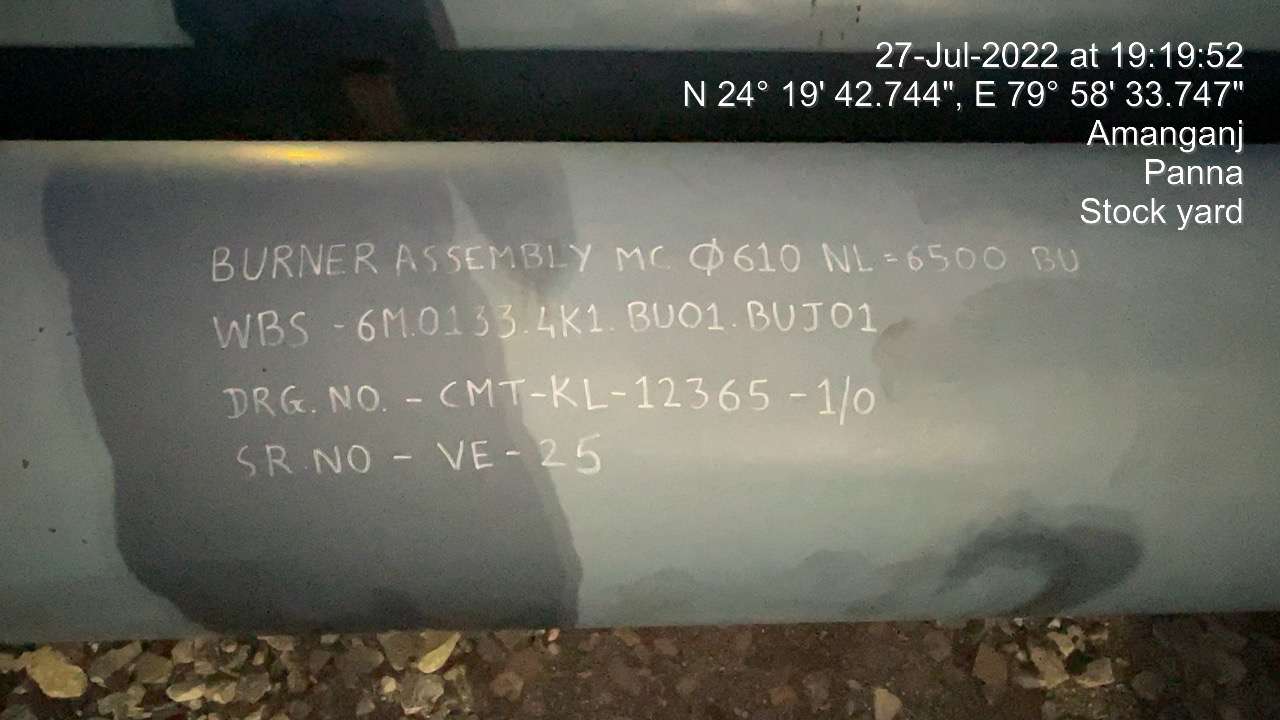 27-Jul-2022 at 19:19:52
N 24° 19' 42.744", E 79° 58' 33.747"
Amanganj
Panna
Stock yard
BURNER ASSEMBLY MC Φ610 NL=6500 BU
WBS - 6M.0133.4K1.BU01.BUJ01
DRG. NO. - CMT-KL-12365 -1/0
SR.NO - VE-25